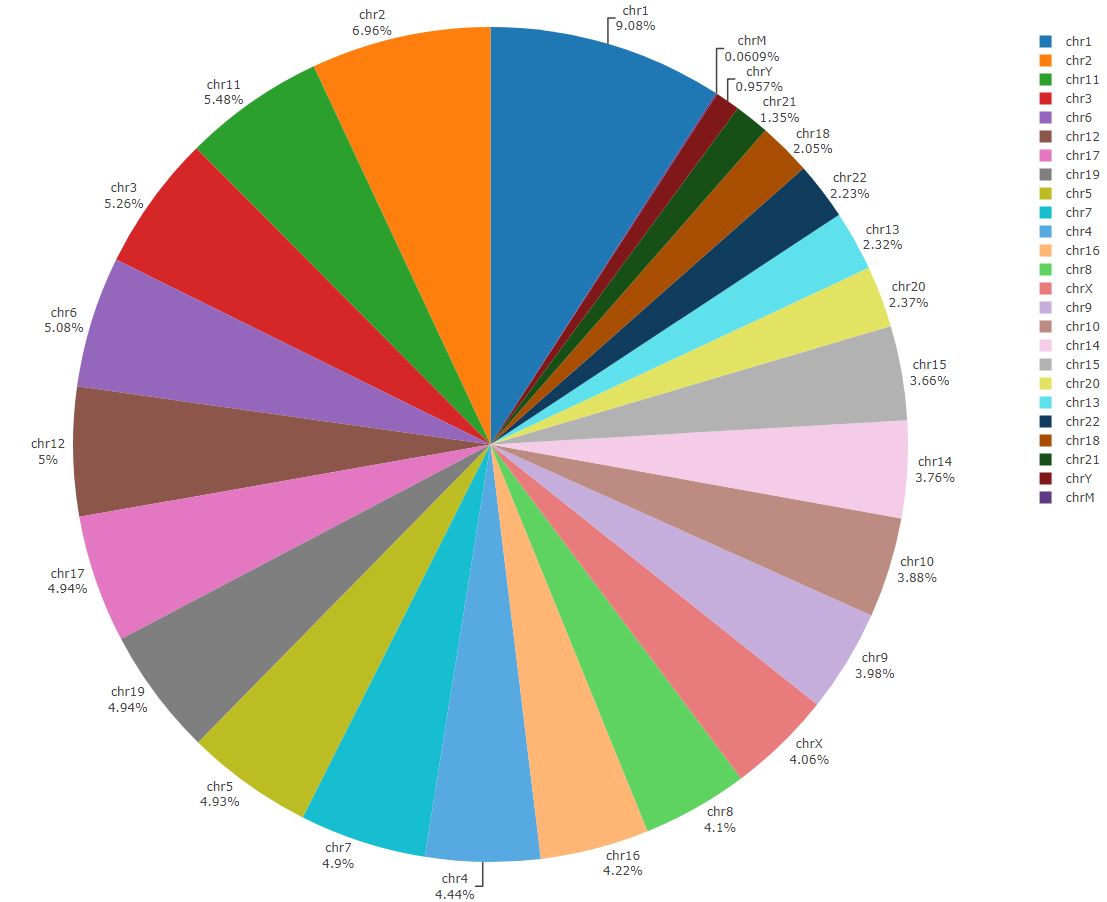 chr1
9.08%
chrM
0.0609%
chrY
0.957%
chr21
1.35%
chr18
2.05%
chr22
2.23%
chr13
2.32%
chr20
2.37%
chr15
3.66%
chr14
3.76%
chr10
3.88%
chr9
3.98%
chrX
4.06%
chr8
4.1%
chr16
4.22%
chr4
4.44%
chr7
4.9%
chr5
4.93%
chr19
4.94%
chr17
4.94%
chr12
5%
chr6
5.08%
chr3
5.26%
chr11
5.48%
chr2
6.96%
chr1
chr2
chr11
chr3
chr6
chr12
chr17
chr19
chr5
chr7
chr4
chr16
chr8
chrX
chr9
chr10
chr14
chr15
chr20
chr13
chr22
chr18
chr21
chrY
chrM